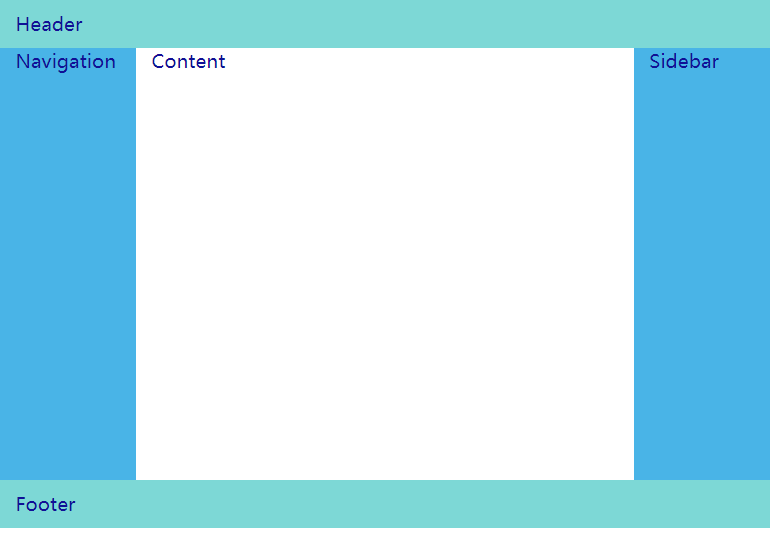 Header
Navigation
Content
Sidebar
Footer